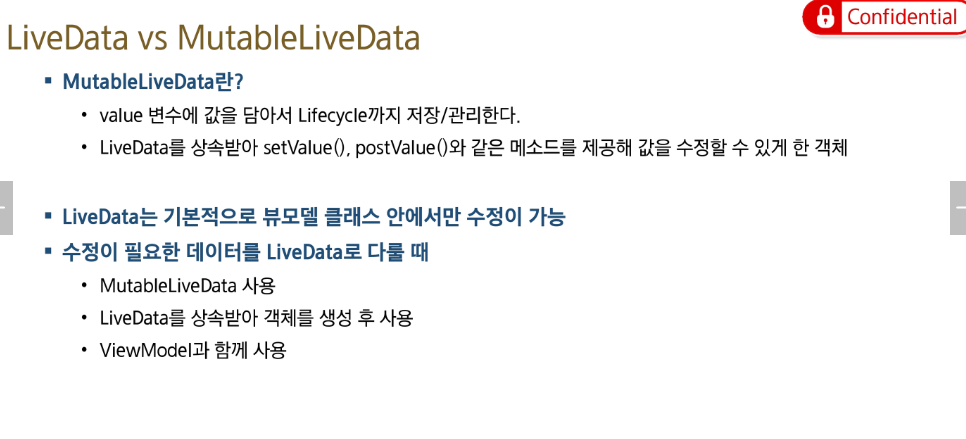 Confidential
LiveData vs MutableLiveData
▪ MutableLiveData란?
• value 변수에 값을 담아서 Lifecycle까지 저장/관리한다.
• LiveData를 상속받아 setValue(), postValue()와 같은 메소드를 제공해 값을 수정할 수 있게 한 객체
▪ LiveData는 기본적으로 뷰모델 클래스 안에서만 수정이 가능
▪ 수정이 필요한 데이터를 LiveData로 다룰 때
• MutableLiveData 사용
• LiveData를 상속받아 객체를 생성 후 사용
• ViewModel과 함께 사용